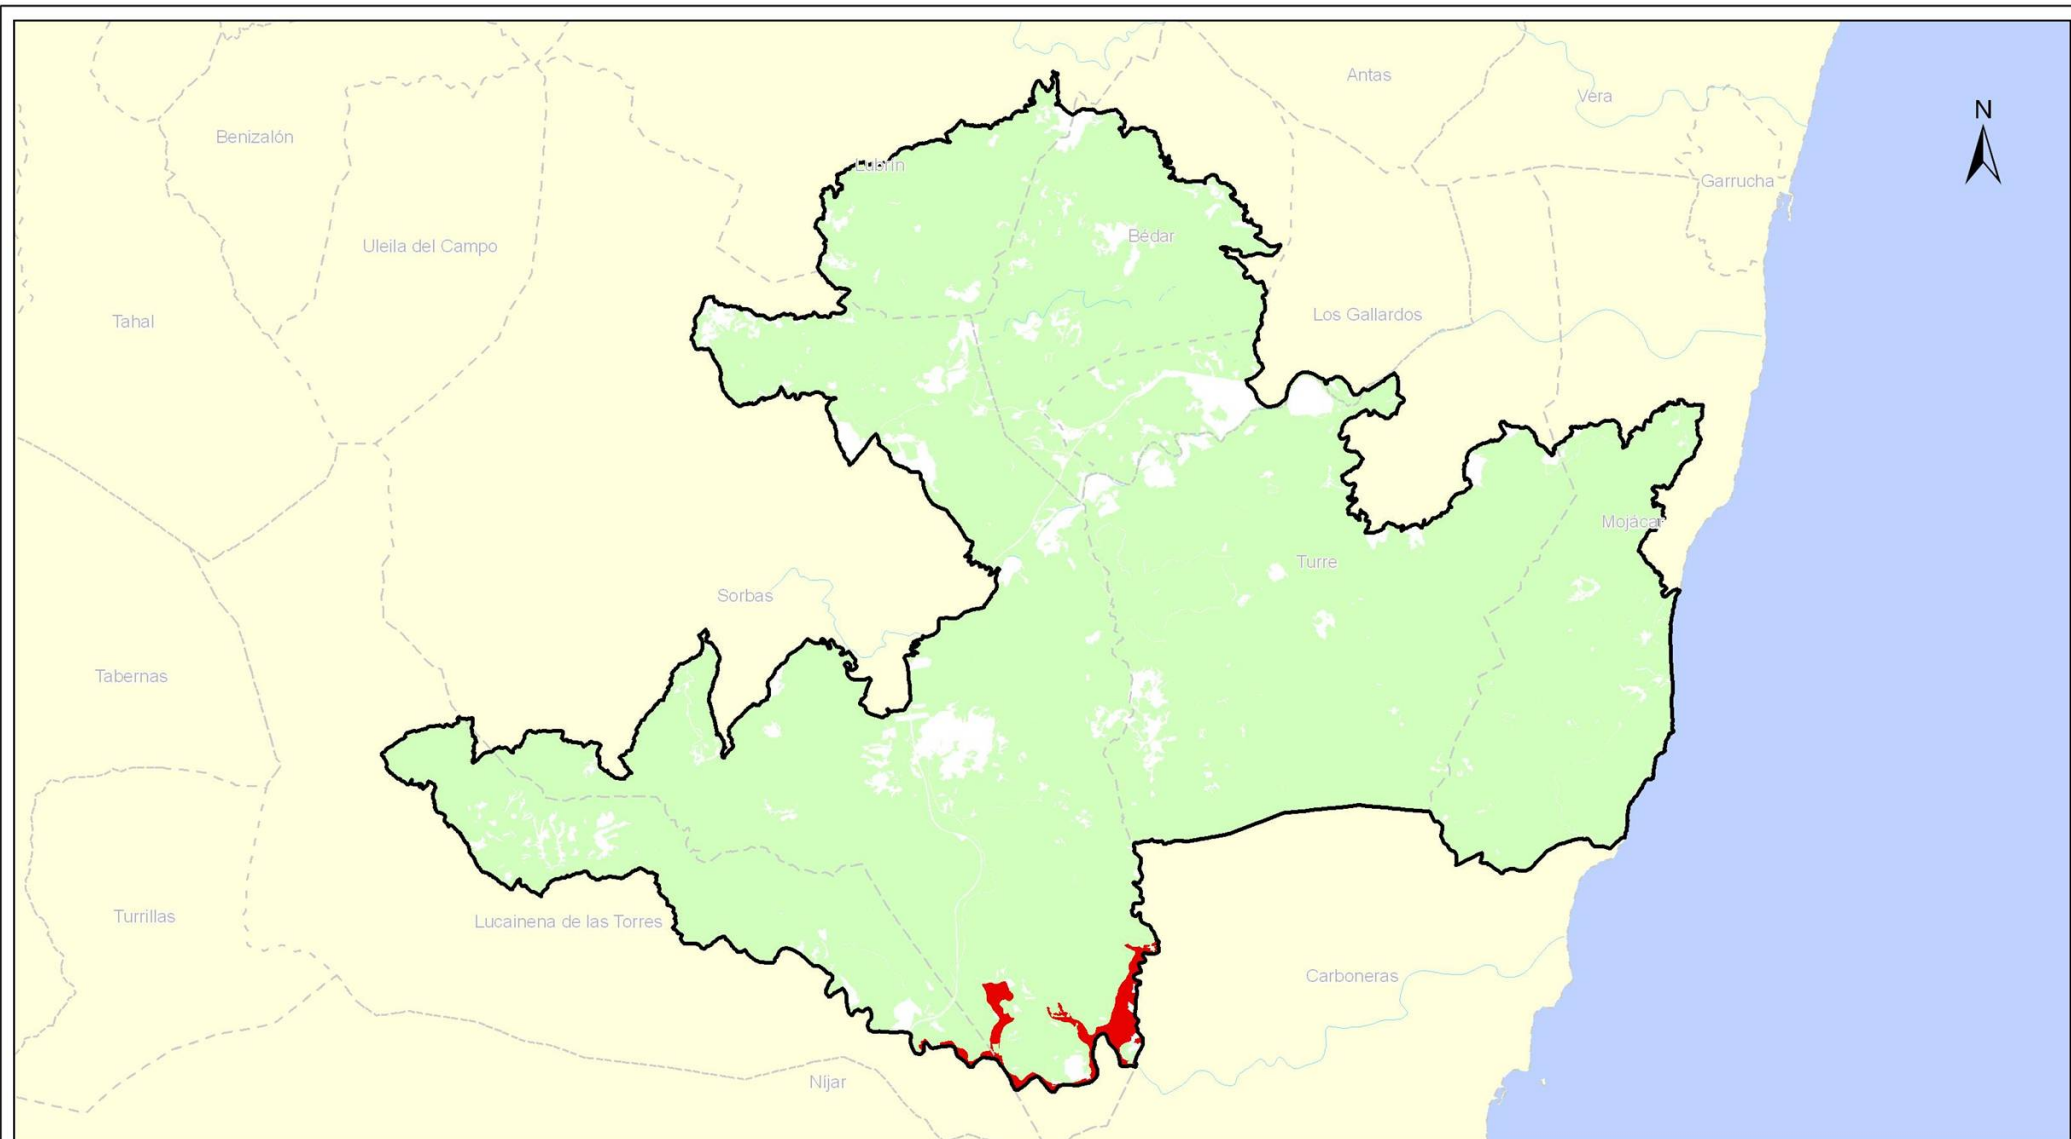 Antas
Vera
N
Benizalón
Lubrín
Garrucha
Bédar
Uleila del Campo
Los Gallardos
Tahal
Mojácar
Turre
Sorbas
Tabernas
Turrillas
Lucainena de las Torres
Carboneras
Níjar